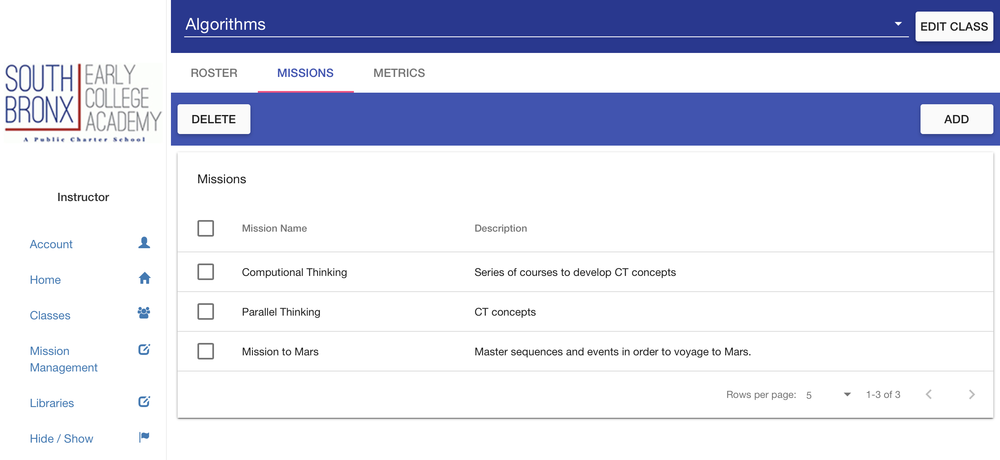 SOUTH
BRONX
EARLY
COLLEGE
ACADEMY
A Public Charter School
Instructor
Account
Home
Classes
Mission
Management
Libraries
Hide / Show
Algorithms
EDIT CLASS
ROSTER MISSIONS METRICS
DELETE ADD
Missions
Mission Name Description
Computional Thinking Series of courses to develop CT concepts
Parallel Thinking CT concepts
Mission to Mars Master sequences and events in order to voyage to Mars.
Rows per page: 5 1-3 of 3